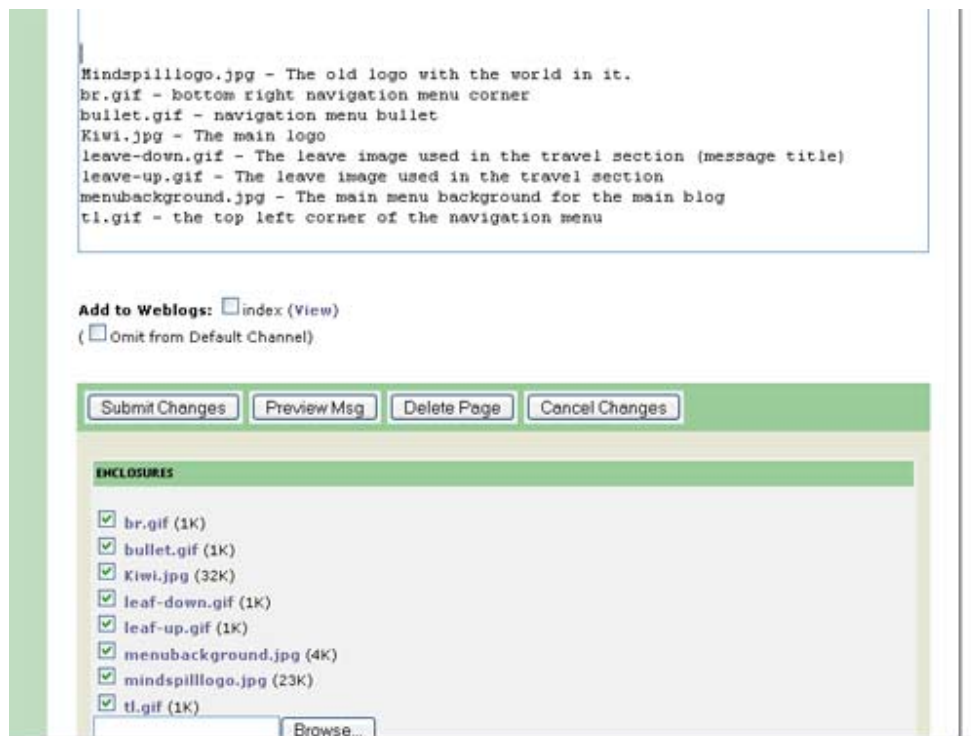 Mindspilllogo.jpg - The old logo with the world in it.
br.gif - bottom right navigation menu corner
bullet.gif - navigation menu bullet
Kiwi.jpg - The main logo
leave-down.gif - The leave image used in the travel section (message title)
leave-up.gif - The leave image used in the travel section
menubackground.jpg - The main menu background for the main blog
tl.gif - the top left corner of the navigation menu
Add to Weblogs: index (View)
( Omit from Default Channel)
Submit Changes Preview Msg Delete Page Cancel Changes
ENCLOSURES
br.gif (1K)
bullet.gif (1K)
Kiwi.jpg (32K)
leaf-down.gif (1K)
leaf-up.gif (1K)
menubackground.jpg (4K)
mindspilllogo.jpg (23K)
tl.gif (1K)
Browse...